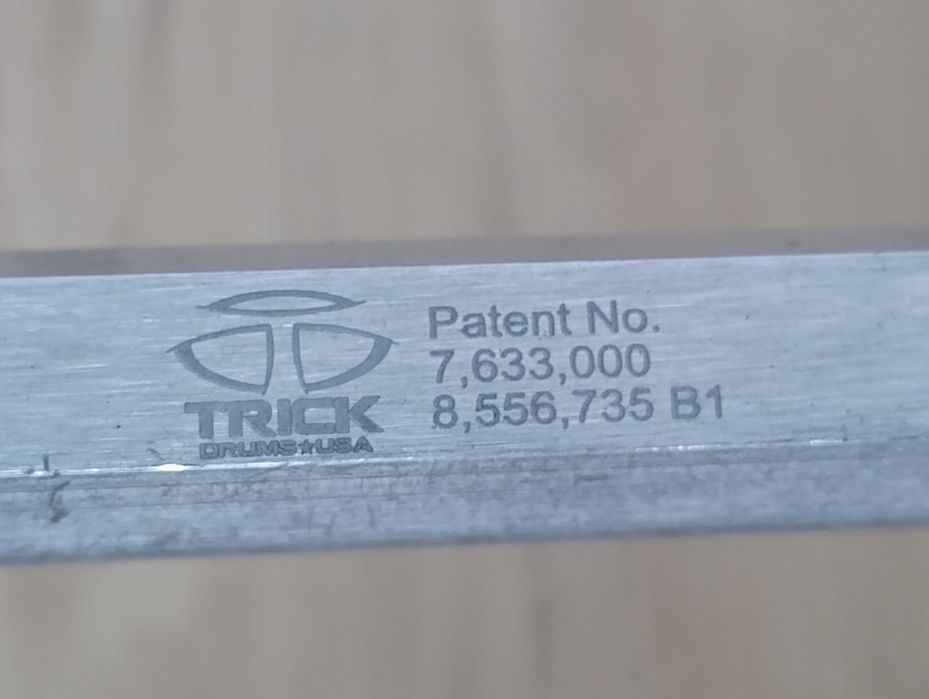 TRICK
DRUMS★USA
Patent No.
7,633,000
8,556,735 B1